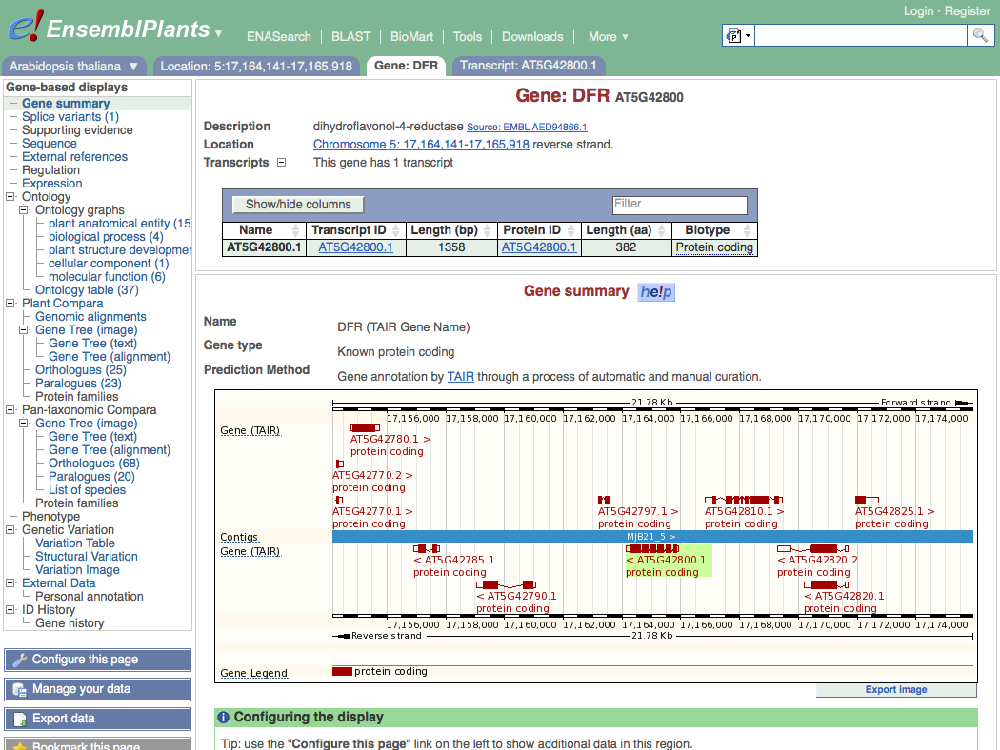 Login · Register
e! EnsemblPlants ▼
ENASearch | BLAST | BioMart | Tools | Downloads | More ▼
Arabidopsis thaliana ▼
Location: 5:17,164,141-17,165,918
Gene: DFR
Transcript: AT5G42800.1
Gene-based displays
Gene summary
Splice variants (1)
Supporting evidence
Sequence
External references
Regulation
Expression
Ontology
Ontology graphs
plant anatomical entity (15
biological process (4)
plant structure developmen
cellular component (1)
molecular function (6)
Ontology table (37)
Plant Compara
Genomic alignments
Gene Tree (image)
Gene Tree (text)
Gene Tree (alignment)
Orthologues (25)
Paralogues (23)
Protein families
Pan-taxonomic Compara
Gene Tree (image)
Gene Tree (text)
Gene Tree (alignment)
Orthologues (68)
Paralogues (20)
List of species
Protein families
Phenotype
Genetic Variation
Variation Table
Structural Variation
Variation Image
External Data
Personal annotation
ID History
Gene history
Configure this page
Manage your data
Export data
Bookmark this page
Gene: DFR AT5G42800
Description dihydroflavonol-4-reductase Source: EMBL AED94866.1
Location Chromosome 5: 17,164,141-17,165,918 reverse strand.
Transcripts This gene has 1 transcript
Show/hide columns Filter
Name Transcript ID Length (bp) Protein ID Length (aa) Biotype
AT5G42800.1 AT5G42800.1 1358 AT5G42800.1 382 Protein coding
Gene summary help
Name DFR (TAIR Gene Name)
Gene type Known protein coding
Prediction Method Gene annotation by TAIR through a process of automatic and manual curation.
21.78 Kb Forward strand
17,156,000 17,158,000 17,160,000 17,162,000 17,164,000 17,166,000 17,168,000 17,170,000 17,172,000 17,174,000
Gene (TAIR)
AT5G42780.1 >
protein coding
AT5G42770.2 >
protein coding
AT5G42770.1 > AT5G42797.1 > AT5G42810.1 > AT5G42825.1 >
protein coding protein coding protein coding protein coding
Contigs MJB21_5 >
Gene (TAIR)
< AT5G42785.1 < AT5G42800.1 < AT5G42820.2
protein coding protein coding protein coding
< AT5G42790.1 < AT5G42820.1
protein coding protein coding
17,156,000 17,158,000 17,160,000 17,162,000 17,164,000 17,166,000 17,168,000 17,170,000 17,172,000 17,174,000
Reverse strand 21.78 Kb
Gene Legend protein coding
Export Image
Configuring the display
Tip: use the "Configure this page" link on the left to show additional data in this region.